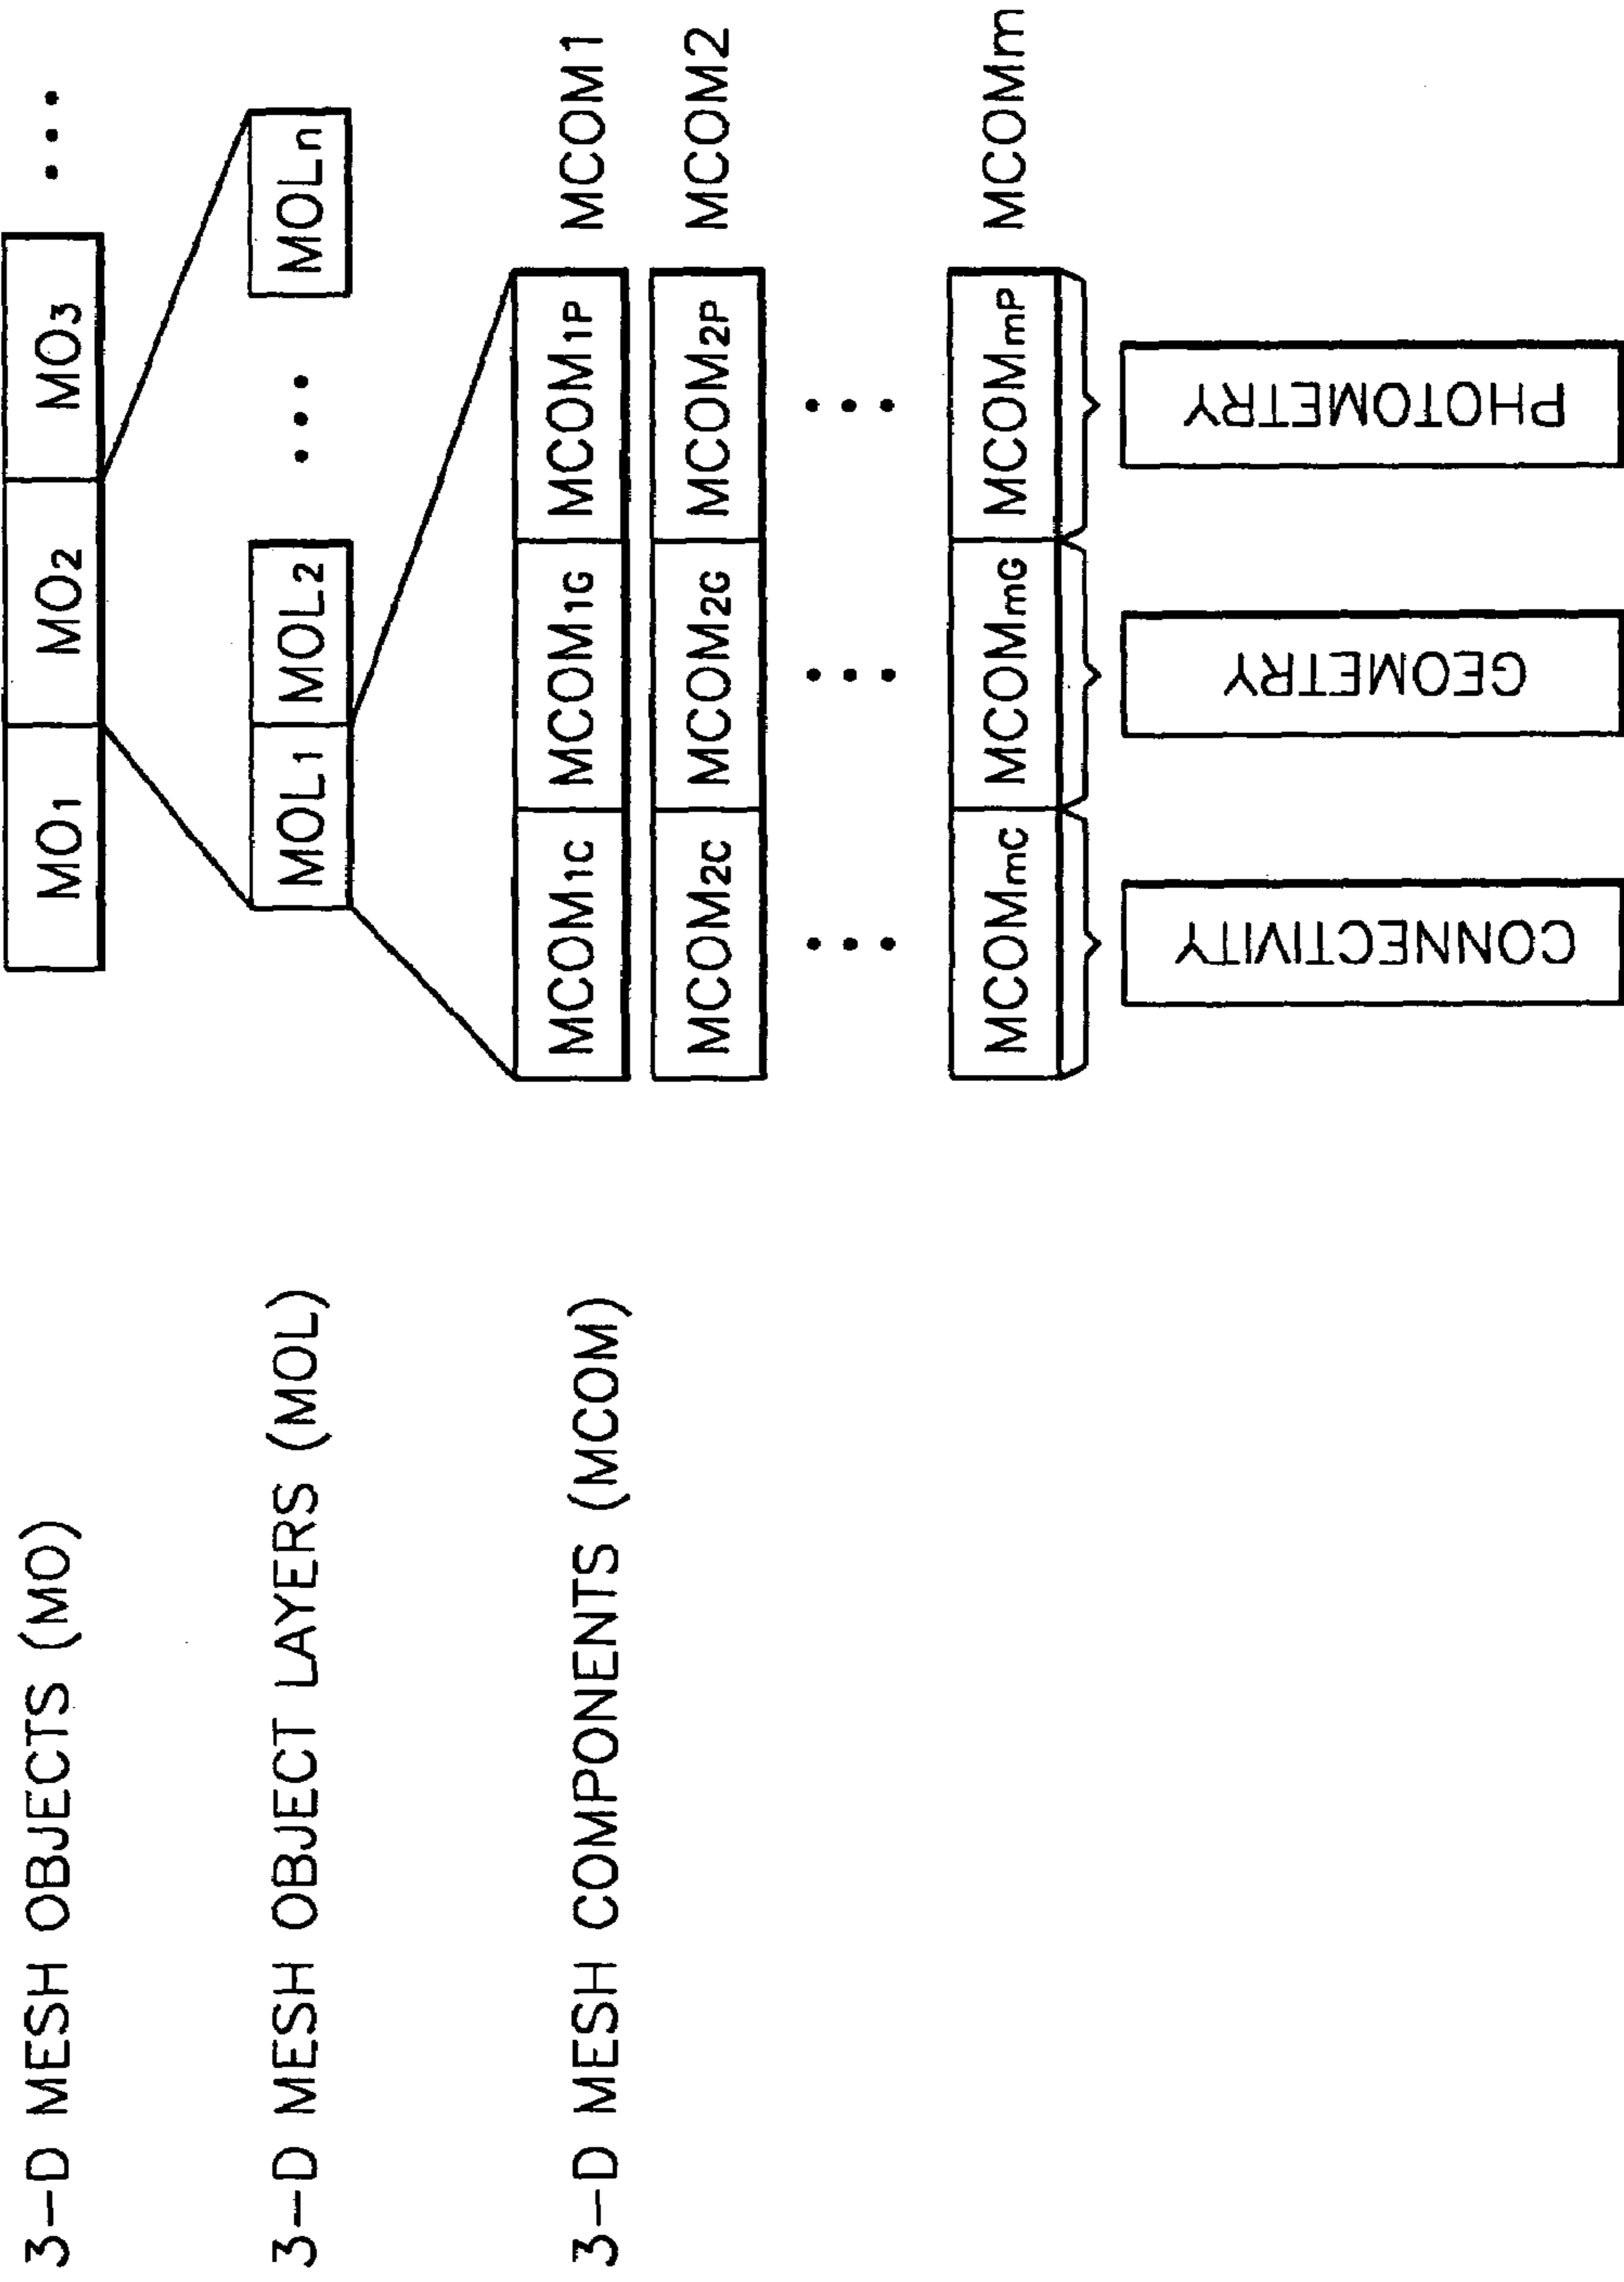 3-D MESH OBJECTS (MO)
MO1 MO2 MO3 ...
3-D MESH OBJECT LAYERS (MOL)
MOL1 MOL2 ... MOLn
3-D MESH COMPONENTS (MCOM)
MCOM1C MCOM1G MCOM1P MCOM1
MCOM2C MCOM2G MCOM2P MCOM2
... ... ...
MCOMmC MCOMmG MCOMmP MCOMm
CONNECTIVITY
GEOMETRY
PHOTOMETRY